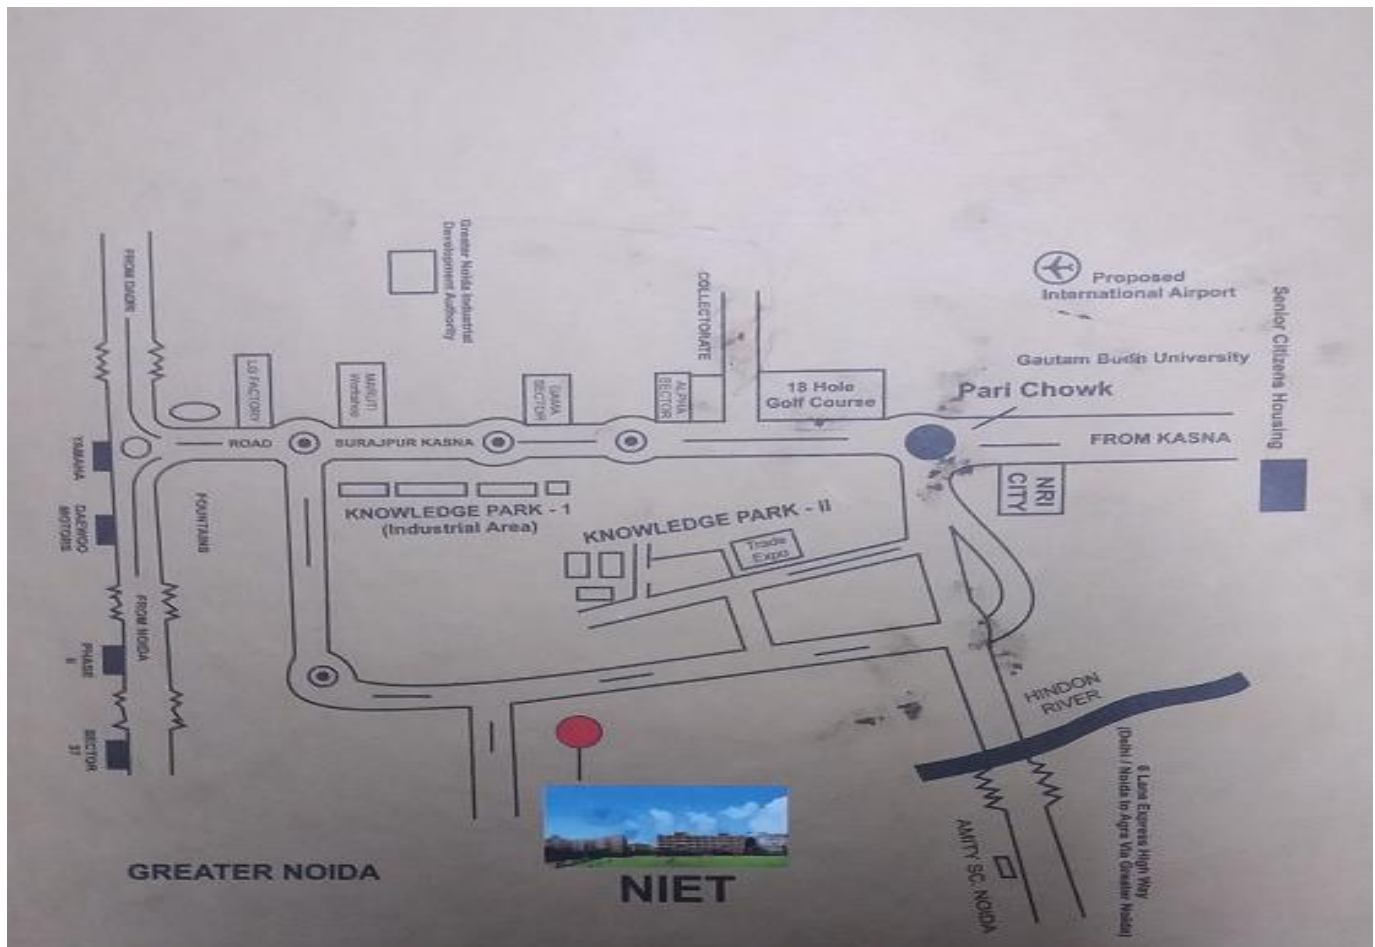 Greater Noida Industrial
Development Authority
FROM DADRI
COLLECTORATE
Proposed
International Airport
Senior Citizens Housing
Gautam Budh University
Pari Chowk
LG FACTORY
MARUTI
Workshop
GAMA
SECTOR
ALPHA
SECTOR
18 Hole
Golf Course
ROAD
SURAJPUR KASNA
FROM KASNA
YAMAHA
NRI
CITY
DAEWOO
MOTORS
FOUNTAINS
KNOWLEDGE PARK - 1
(Industrial Area)
KNOWLEDGE PARK - II
Trade
Expo
FROM NOIDA
PHASE
II
HINDON
RIVER
SECTOR
37
6 Lane Express High Way
(Delhi / Noida to Agra Via Greater Noida)
AMITY SC. NOIDA
GREATER NOIDA
NIET